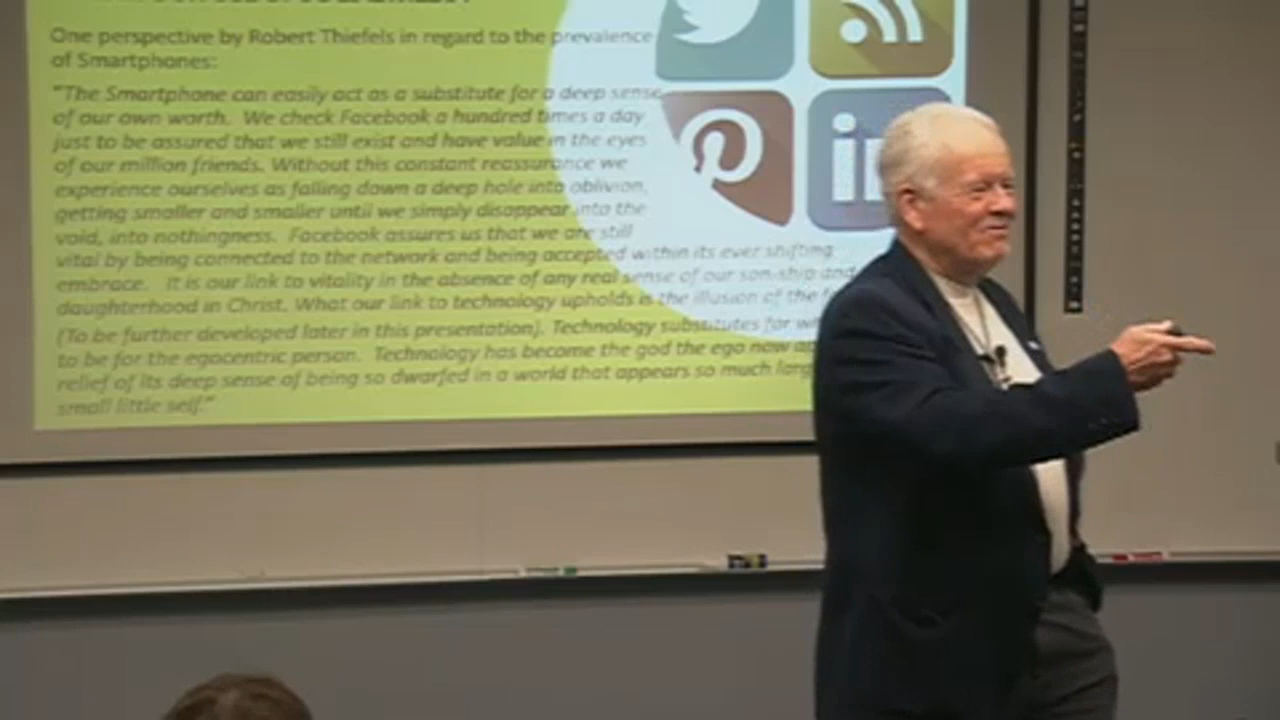 One perspective by Robert Thiefels in regard to the prevalence
of Smartphones:
"The Smartphone can easily act as a substitute for a deep sense
of our own worth. We check Facebook a hundred times a day
just to be assured that we still exist and have value in the eyes
of our million friends. Without this constant reassurance we
experience ourselves as falling down a deep hole into oblivion,
getting smaller and smaller until we simply disappear into the
void, into nothingness. Facebook assures us that we are still
vital by being connected to the network and being accepted within its ever shifting
embrace. It is our link to vitality in the absence of any real sense of our son-ship and
daughterhood in Christ. What our link to technology upholds is the illusion of the
(To be further developed later in this presentation). Technology substitutes for
to be for the egocentric person. Technology has become the god the ego now
relief of its deep sense of being so dwarfed in a world that appears so much
small little self."
in